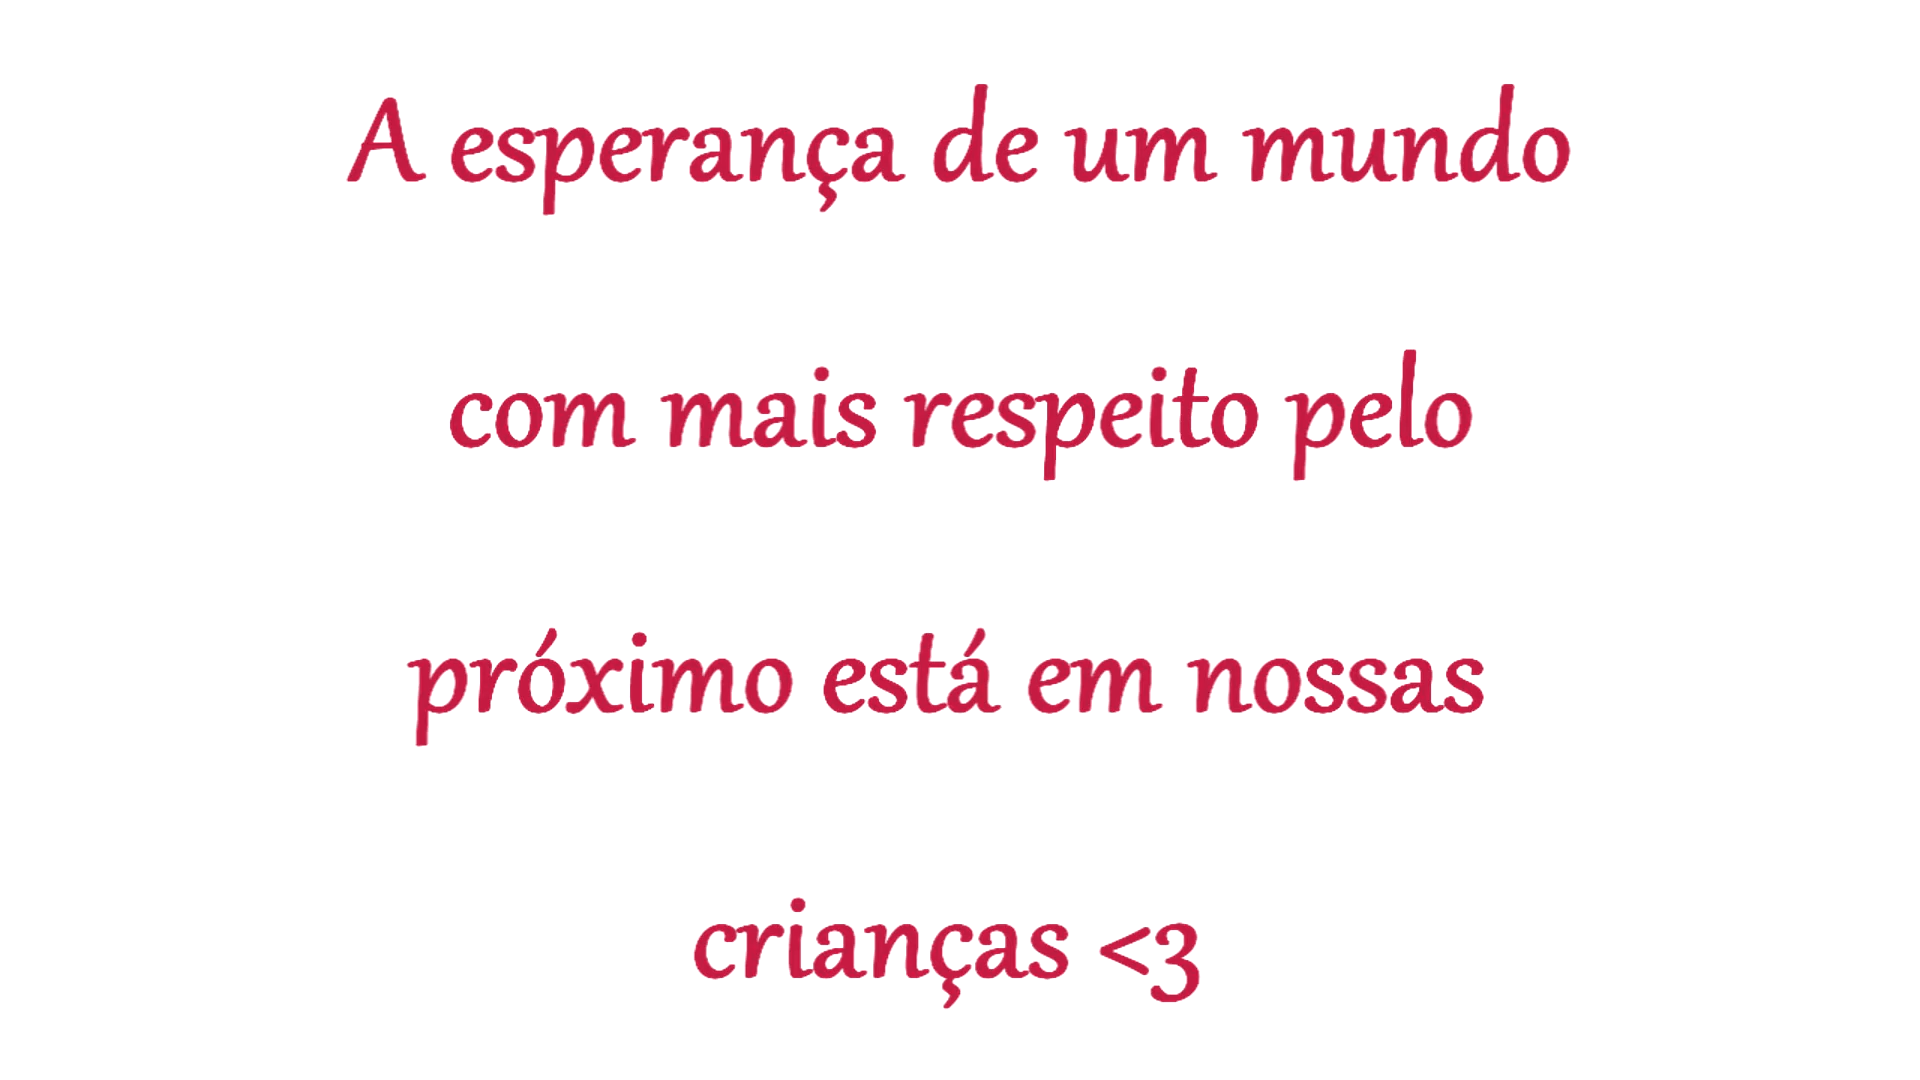 A esperança de um mundo
com mais respeito pelo
próximo está em nossas
crianças <3